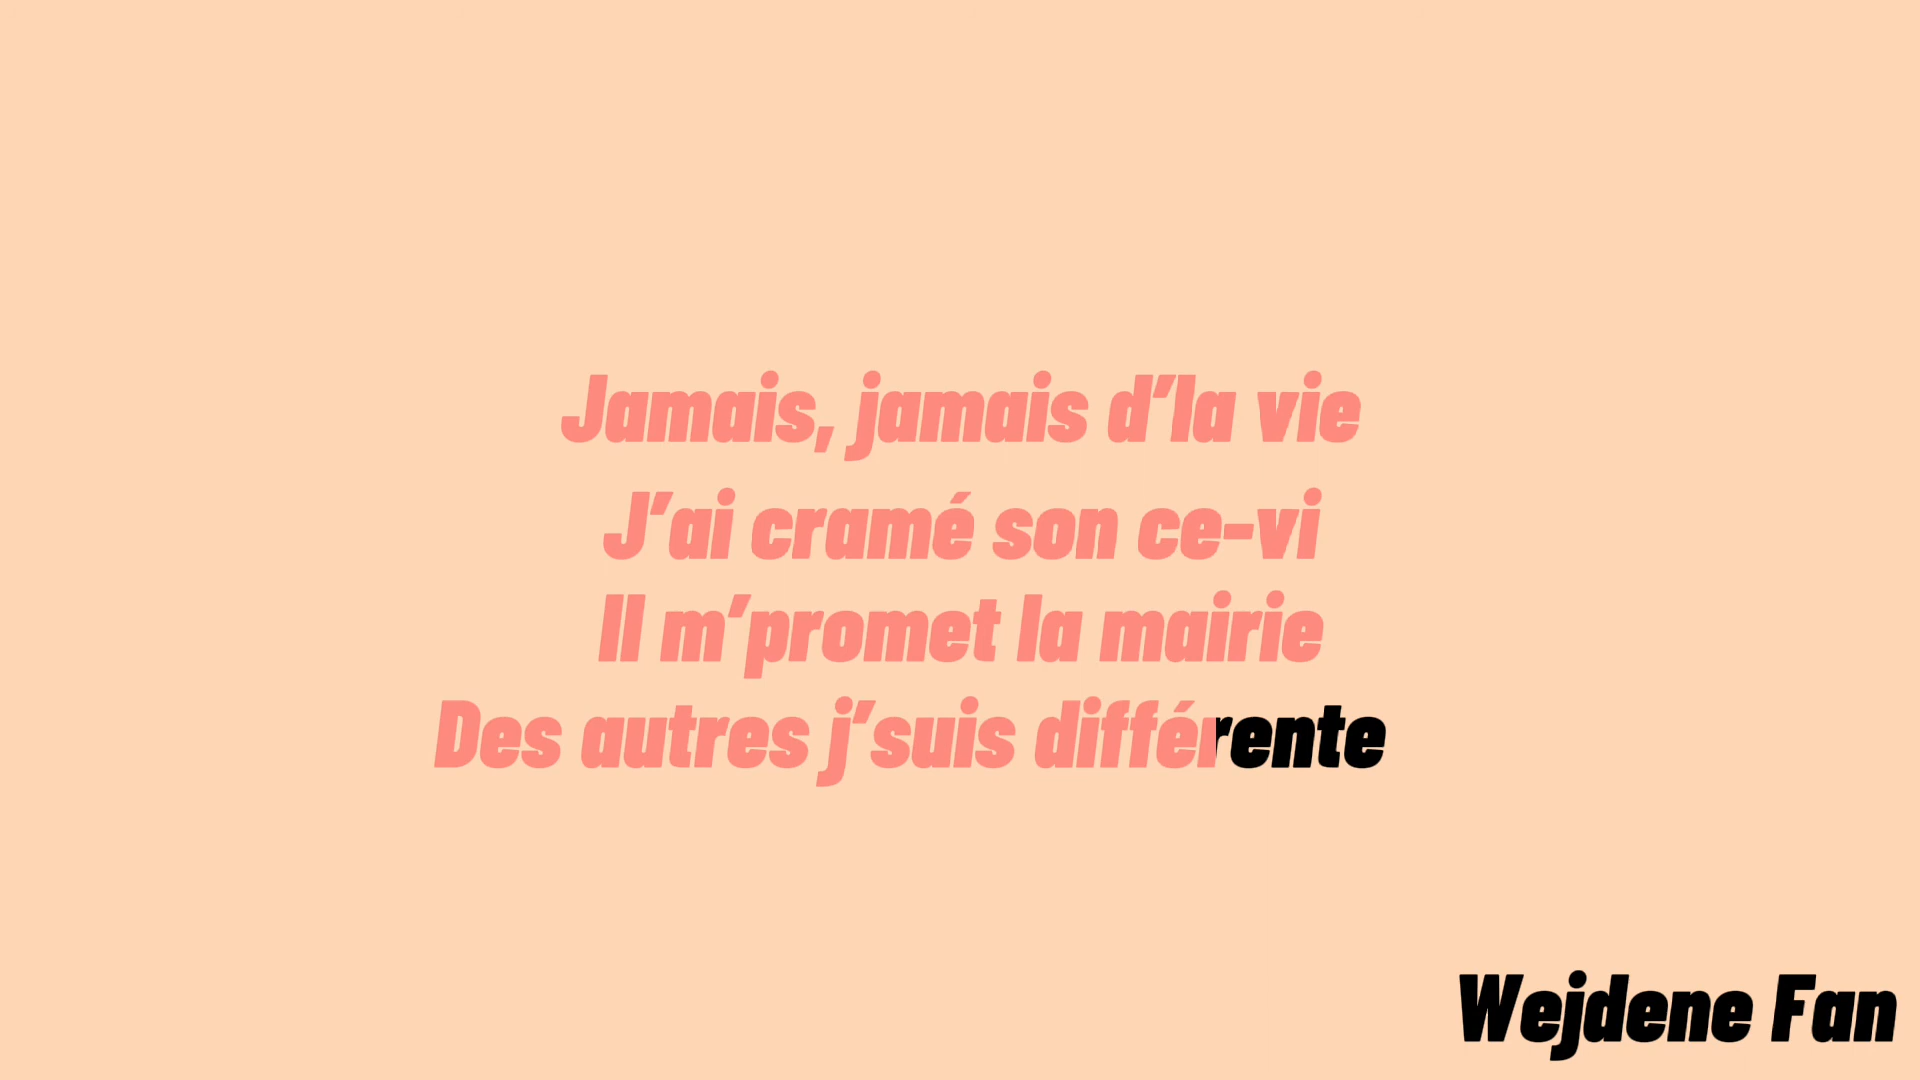 Jamais, jamais d’la vie
J’ai cramé son ce-vi
Il m’promet la mairie
Des autres j’suis différente
Wejdene Fan